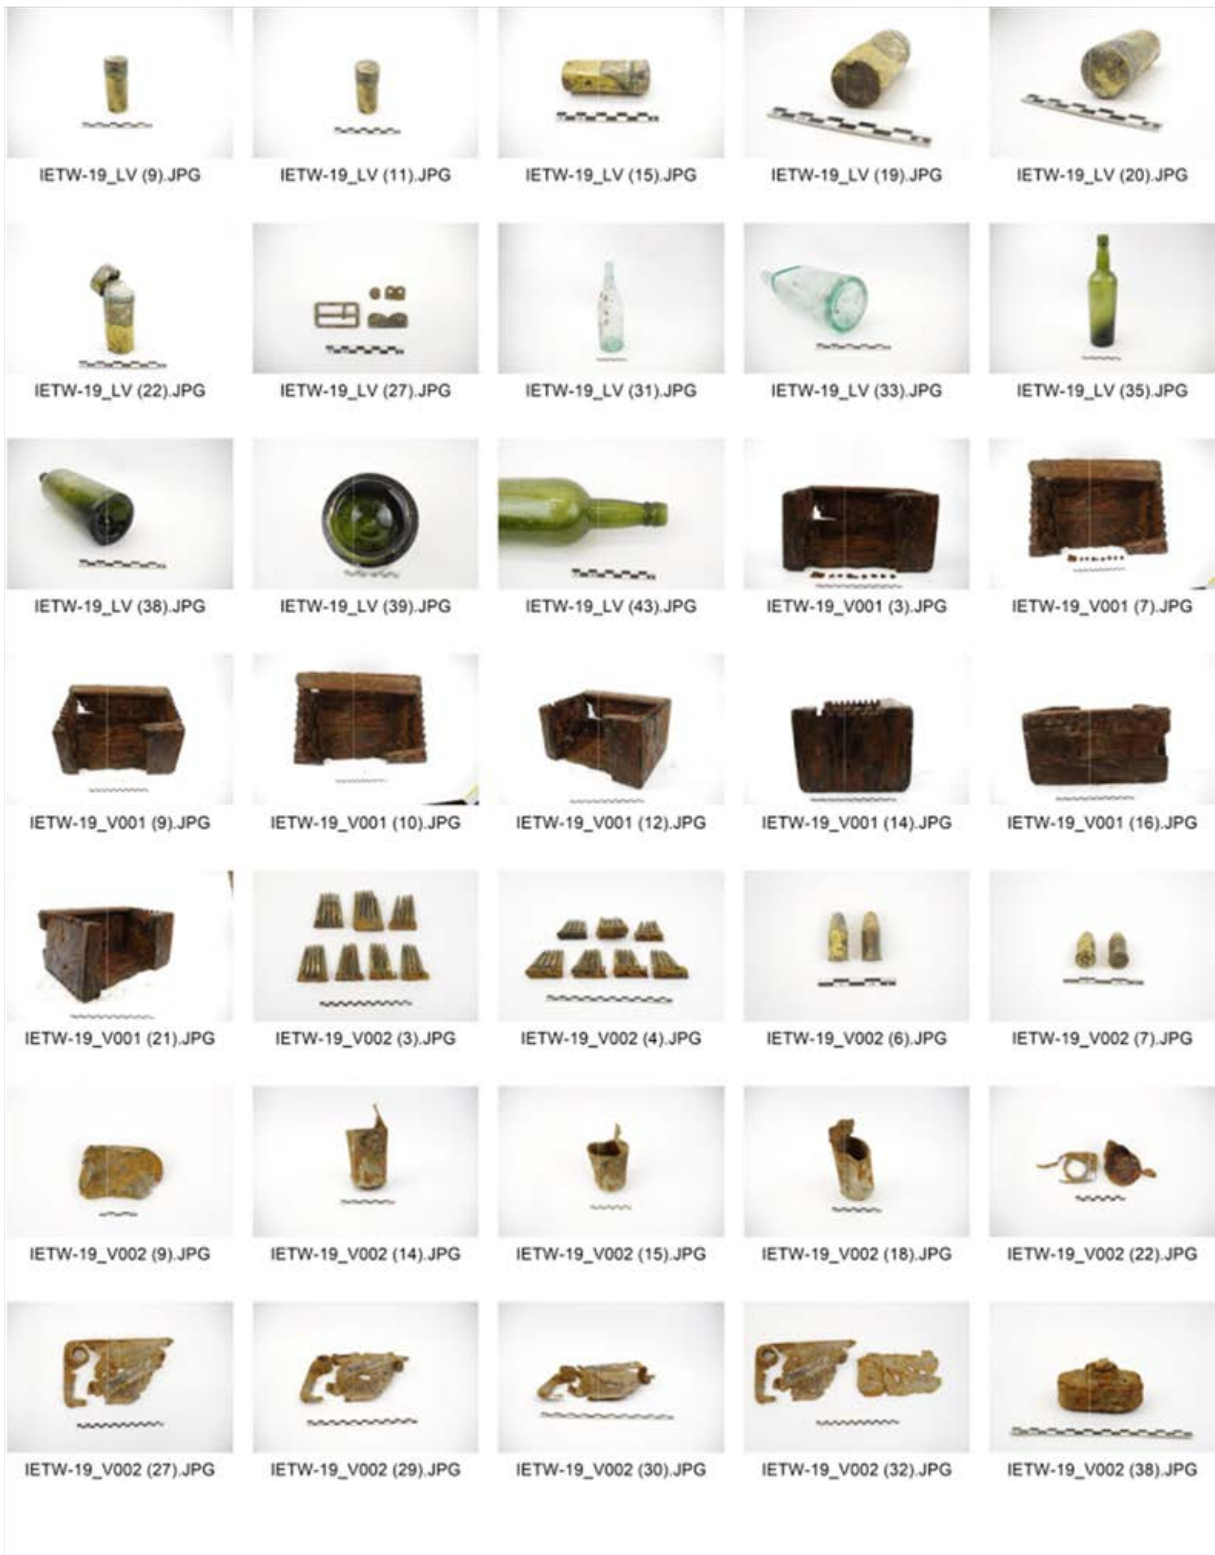 IETW-19_LV (9).JPG IETW-19_LV (11).JPG IETW-19_LV (15).JPG IETW-19_LV (19).JPG IETW-19_LV (20).JPG
IETW-19_LV (22).JPG IETW-19_LV (27).JPG IETW-19_LV (31).JPG IETW-19_LV (33).JPG IETW-19_LV (35).JPG
IETW-19_LV (38).JPG IETW-19_LV (39).JPG IETW-19_LV (43).JPG IETW-19_V001 (3).JPG IETW-19_V001 (7).JPG
IETW-19_V001 (9).JPG IETW-19_V001 (10).JPG IETW-19_V001 (12).JPG IETW-19_V001 (14).JPG IETW-19_V001 (16).JPG
IETW-19_V001 (21).JPG IETW-19_V002 (3).JPG IETW-19_V002 (4).JPG IETW-19_V002 (6).JPG IETW-19_V002 (7).JPG
IETW-19_V002 (9).JPG IETW-19_V002 (14).JPG IETW-19_V002 (15).JPG IETW-19_V002 (18).JPG IETW-19_V002 (22).JPG
IETW-19_V002 (27).JPG IETW-19_V002 (29).JPG IETW-19_V002 (30).JPG IETW-19_V002 (32).JPG IETW-19_V002 (38).JPG